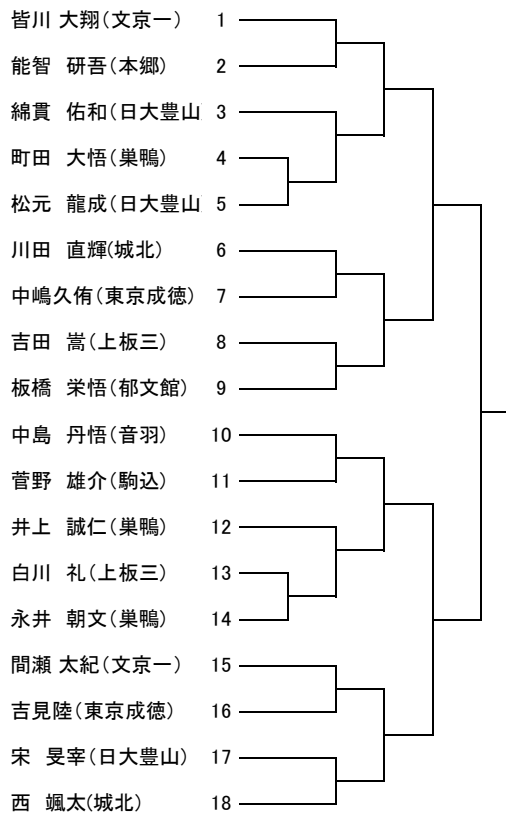 皆川 大翔(文京一) 1
能智 研吾(本郷) 2
綿貫 佑和(日大豊山 3
町田 大悟(巣鴨) 4
松元 龍成(日大豊山 5
川田 直輝(城北) 6
中嶋久侑(東京成徳) 7
吉田 嵩(上板三) 8
板橋 栄悟(郁文館) 9
中島 丹悟(音羽) 10
菅野 雄介(駒込) 11
井上 誠仁(巣鴨) 12
白川 礼(上板三) 13
永井 朝文(巣鴨) 14
間瀬 太紀(文京一) 15
吉見陸(東京成徳) 16
宋 旻宰(日大豊山) 17
西 颯太(城北) 18